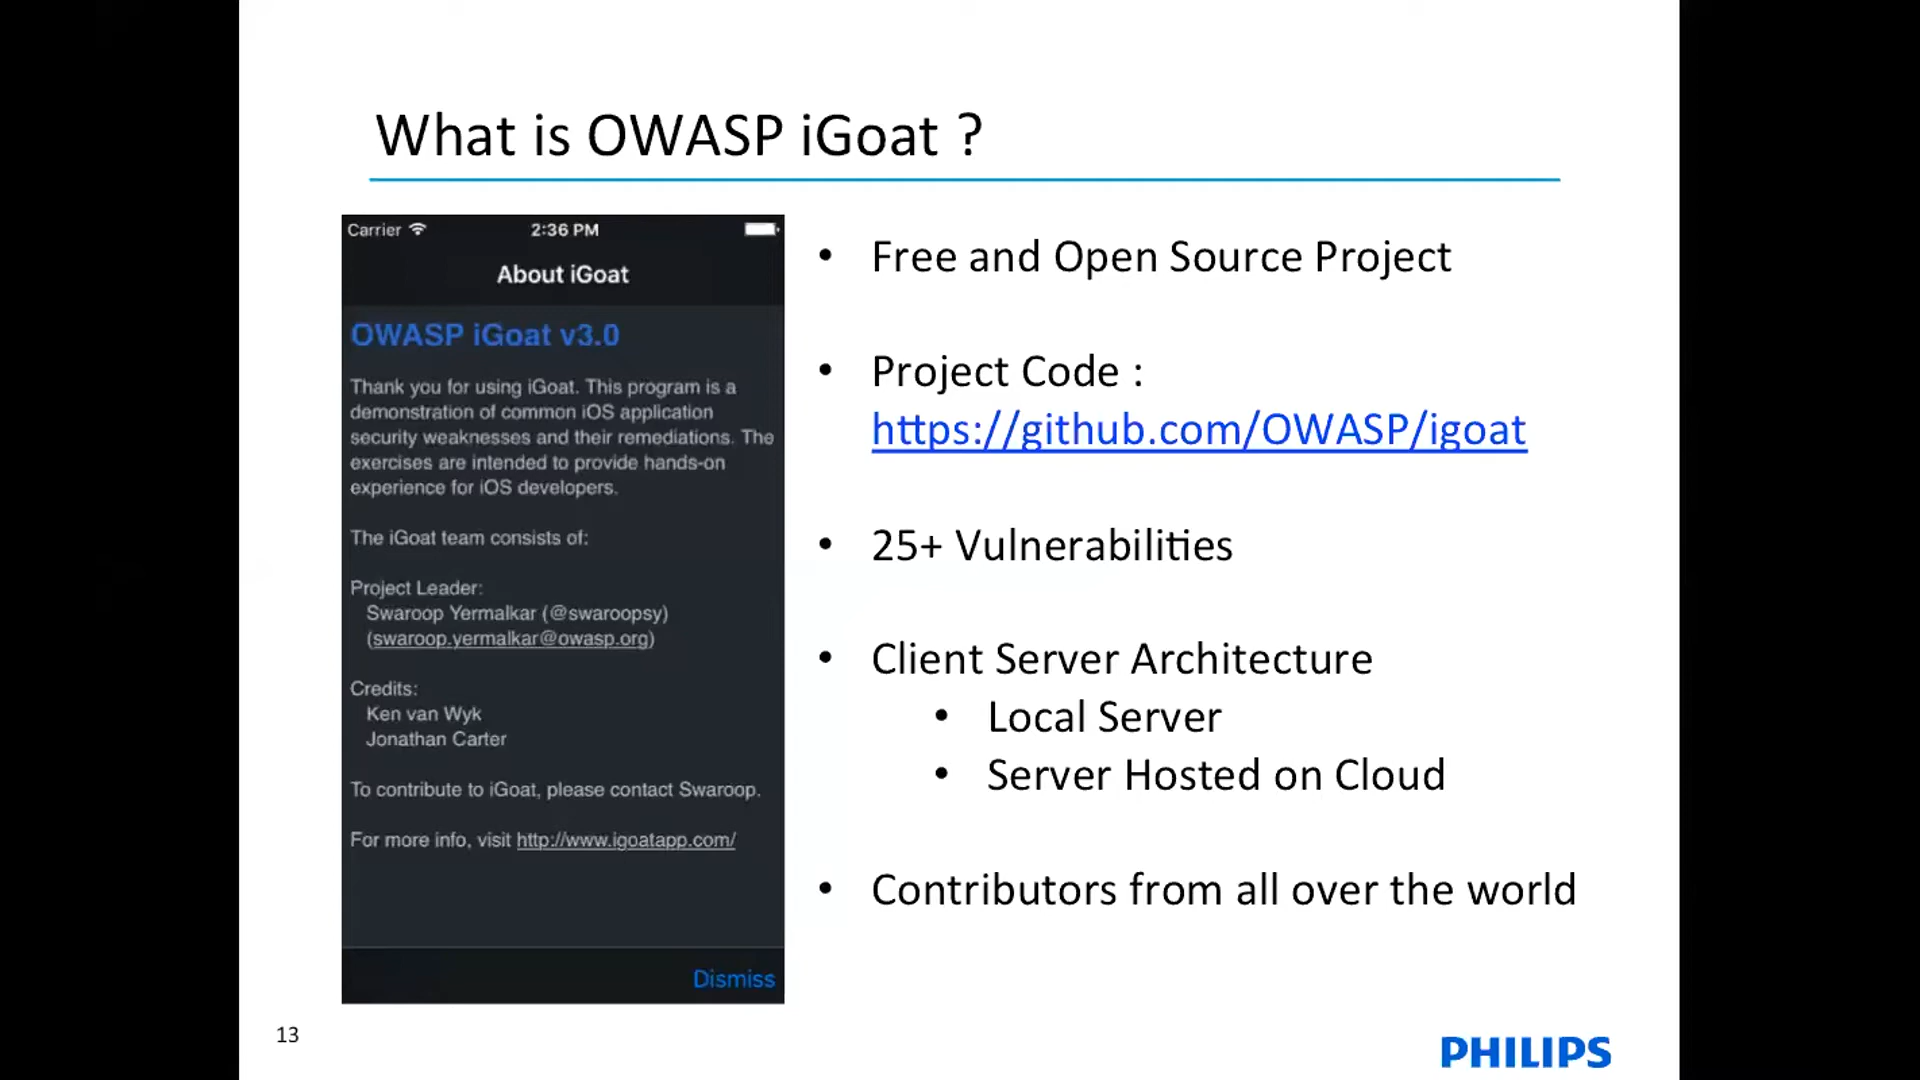 What is OWASP iGoat ?
Carrier 2:36 PM
About iGoat
OWASP iGoat v3.0
Thank you for using iGoat. This program is a
demonstration of common iOS application
security weaknesses and their remediations. The
exercises are intended to provide hands-on
experience for iOS developers.
The iGoat team consists of:
Project Leader:
Swaroop Yermalkar (@swaroopsy)
(swaroop.yermalkar@owasp.org)
Credits:
Ken van Wyk
Jonathan Carter
To contribute to iGoat, please contact Swaroop.
For more info, visit http://www.igoatapp.com/
Dismiss
• Free and Open Source Project
• Project Code :
https://github.com/OWASP/igoat
• 25+ Vulnerabilities
• Client Server Architecture
• Local Server
• Server Hosted on Cloud
• Contributors from all over the world
13
PHILIPS